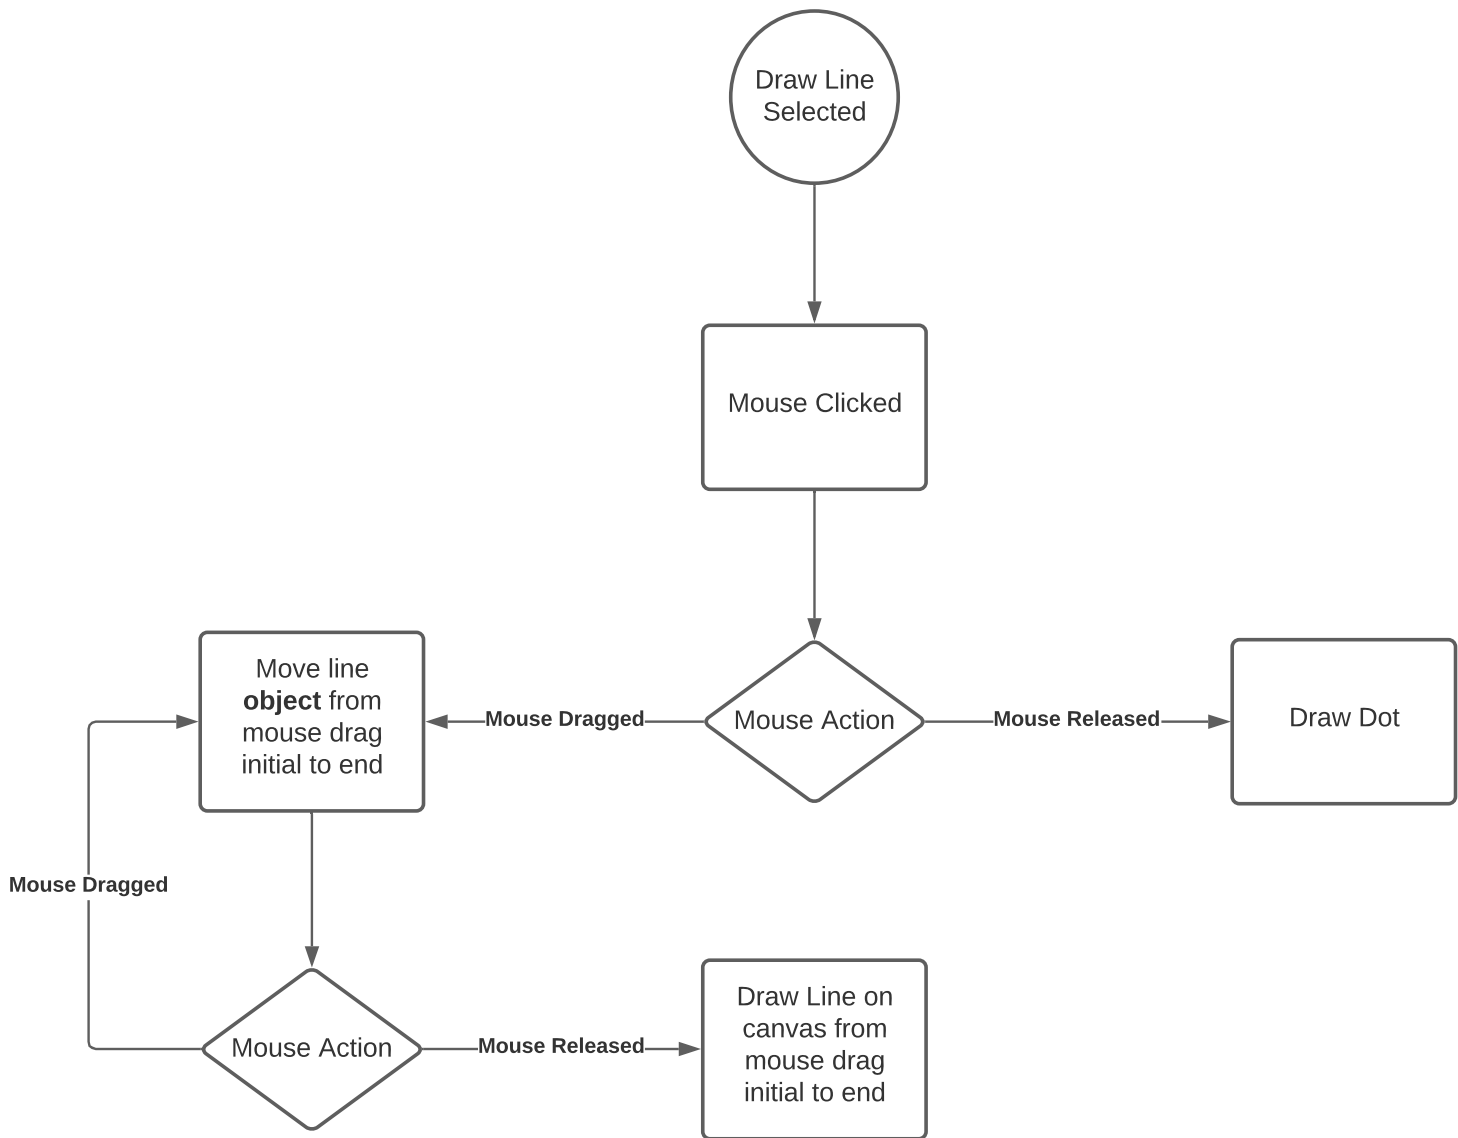 Draw Line
Selected
Mouse Clicked
Move line
object from
mouse drag
initial to end
Mouse Dragged
Mouse Action
Mouse Released
Draw Dot
Mouse Dragged
Mouse Action
Mouse Released
Draw Line on
canvas from
mouse drag
initial to end